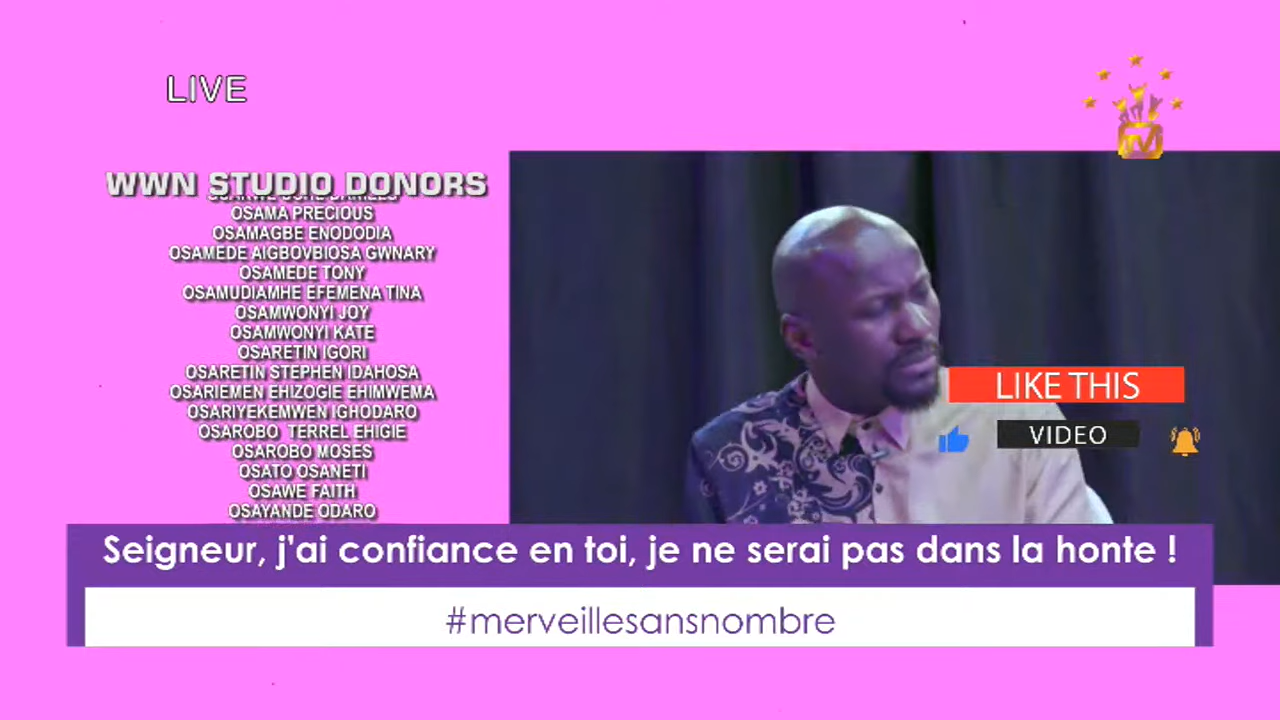 LIVE
TV
WWN STUDIO DONORS
OSAMA PRECIOUS
OSAMAGBE ENODODIA
OSAMEDE AIGBOVBIOSA GWNARY
OSAMEDE TONY
OSAMUDIAMHE EFEMENA TINA
OSAMWONYI JOY
OSAMWONYI KATE
OSARETIN IGORI
OSARETIN STEPHEN IDAHOSA
OSARIEMEN EHIZOGIE EHIMWEMA
OSARIYEKEMWEN IGHODARO
OSAROBO TERREL EHIGIE
OSAROBO MOSES
OSATO OSANETI
OSAWE FAITH
OSAYANDE ODARO
LIKE THIS
VIDEO
Seigneur, j'ai confiance en toi, je ne serai pas dans la honte !
#merveillesansnombre